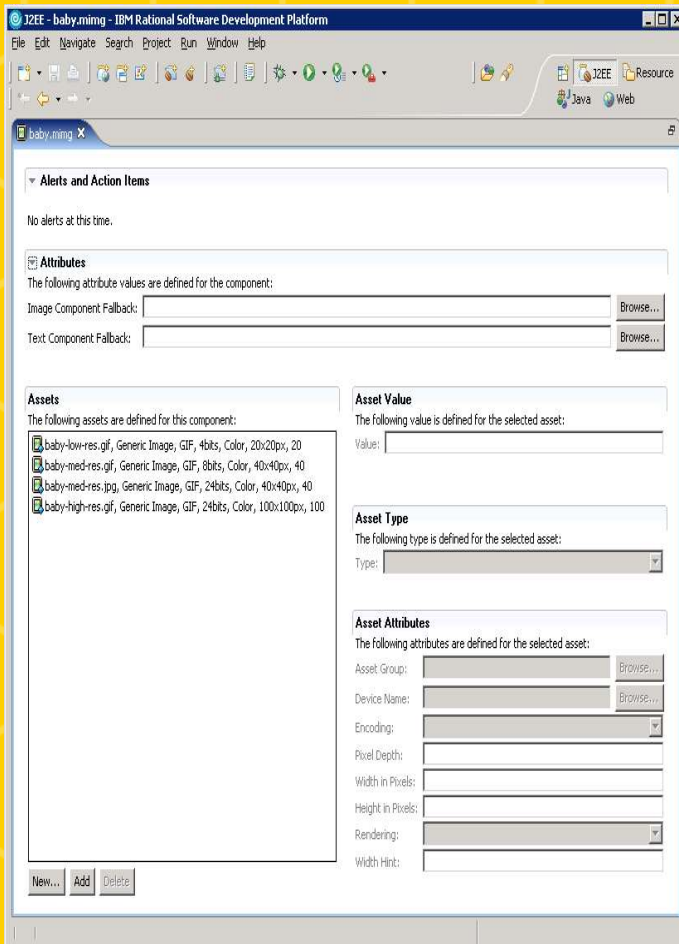 J2EE - baby.mimg - IBM Rational Software Development Platform
File Edit Navigate Search Project Run Window Help
J2EE Resource
Java Web
baby.mimg
Alerts and Action Items
No alerts at this time.
Attributes
The following attribute values are defined for the component:
Image Component Fallback: Browse...
Text Component Fallback: Browse...
Assets
The following assets are defined for this component:
baby-low-res.gif, Generic Image, GIF, 4bits, Color, 20x20px, 20
baby-med-res.gif, Generic Image, GIF, 8bits, Color, 40x40px, 40
baby-med-res.jpg, Generic Image, GIF, 24bits, Color, 40x40px, 40
baby-high-res.gif, Generic Image, GIF, 24bits, Color, 100x100px, 100
New... Add Delete
Asset Value
The following value is defined for the selected asset:
Value:
Asset Type
The following type is defined for the selected asset:
Type:
Asset Attributes
The following attributes are defined for the selected asset:
Asset Group: Browse...
Device Name: Browse...
Encoding:
Pixel Depth:
Width in Pixels:
Height in Pixels:
Rendering:
Width Hint: